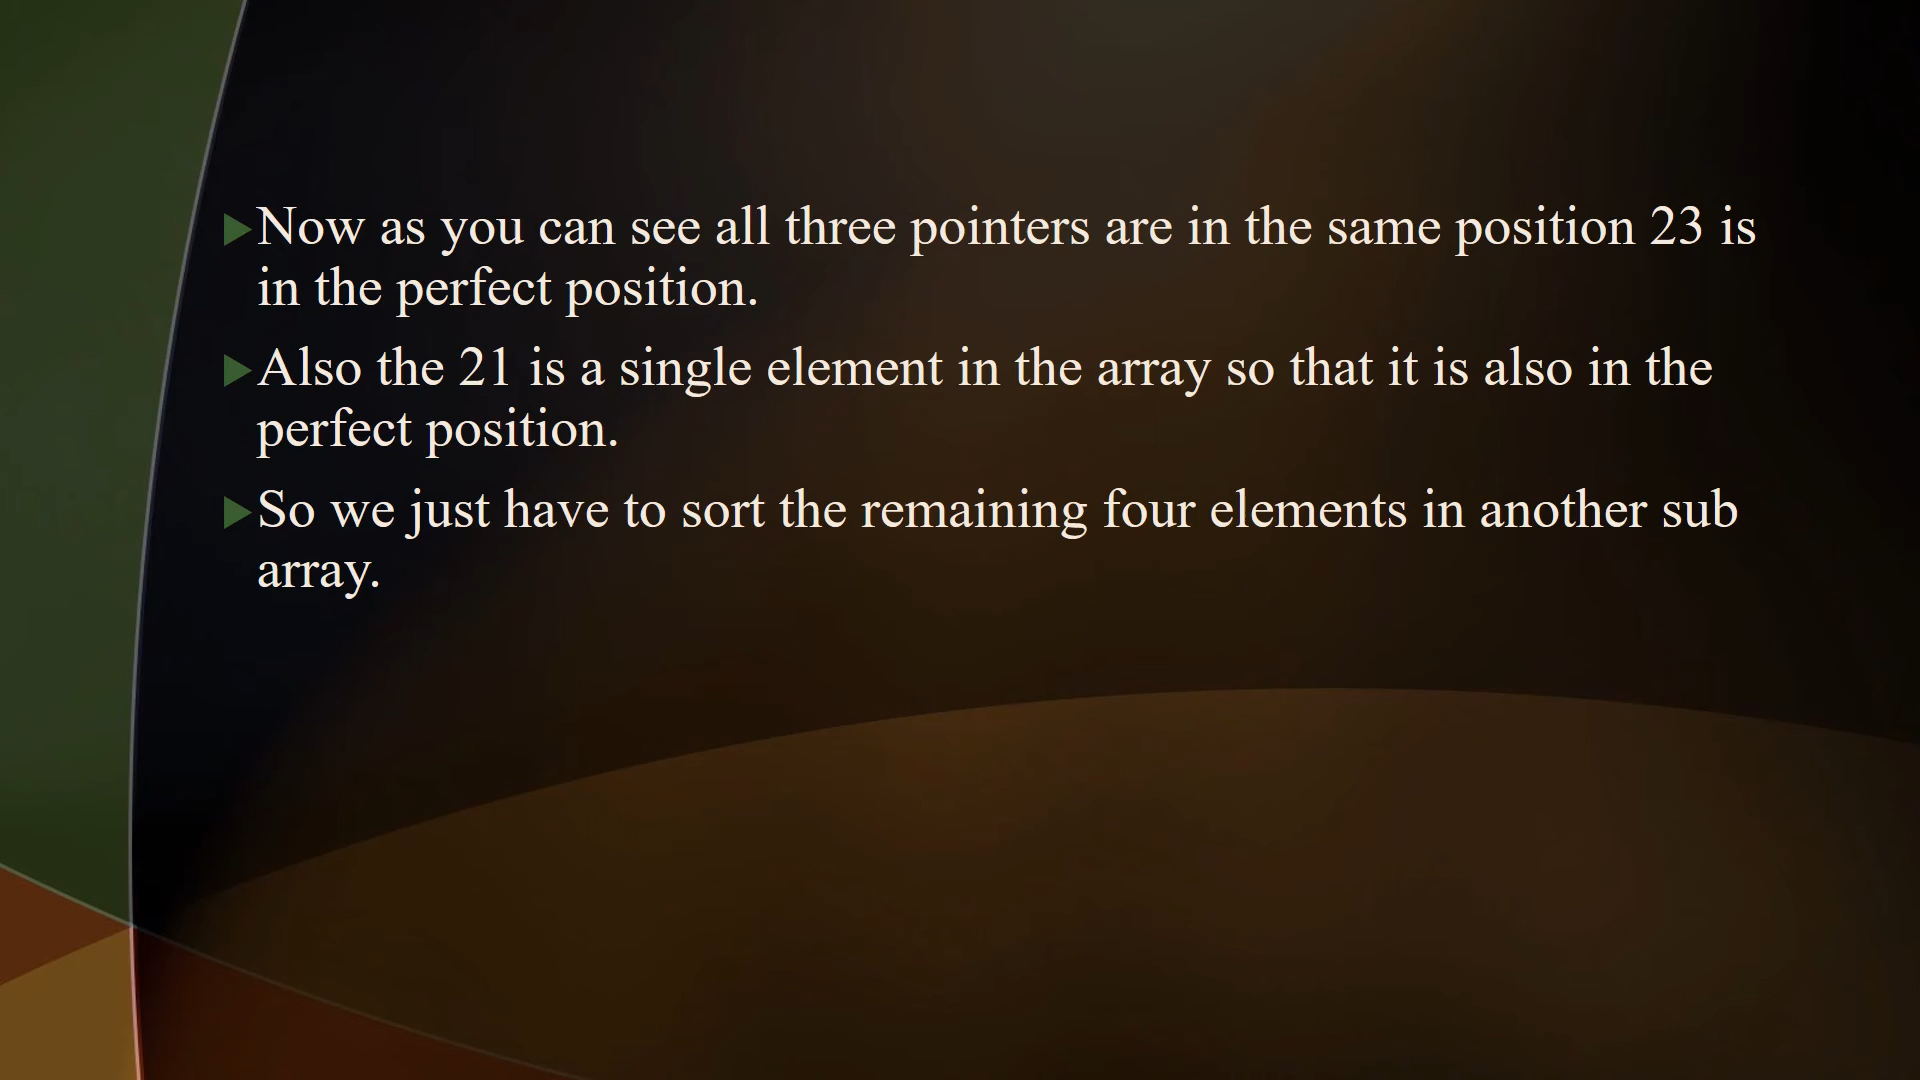 Now as you can see all three pointers are in the same position 23 is
in the perfect position.
Also the 21 is a single element in the array so that it is also in the
perfect position.
So we just have to sort the remaining four elements in another sub
array.